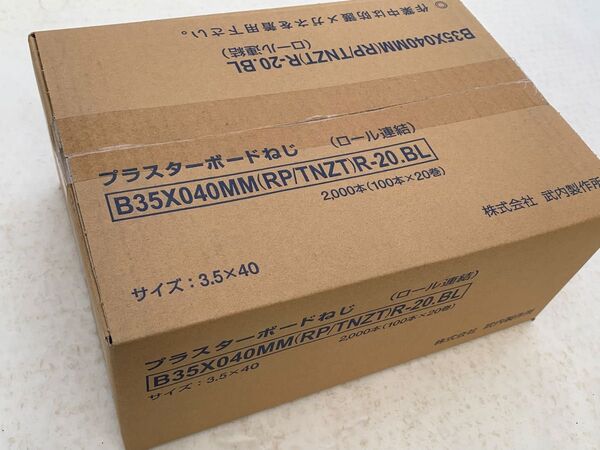 ◎作業中は防護メガネを着用下さい。
(ロール連結)
B35X040MM(RP/TNZT)R-20.BL
プラスターボードねじ (ロール連結)
B35X040MM(RP/TNZT)R-20.BL
2,000本(100本×20巻)
サイズ:3.5×40
株式会社 武内製作所
プラスターボードねじ (ロール連結)
B35X040MM(RP/TNZT)R-20.BL
2,000本(100本×20巻)
サイズ:3.5×40
株式会社 武内製作所